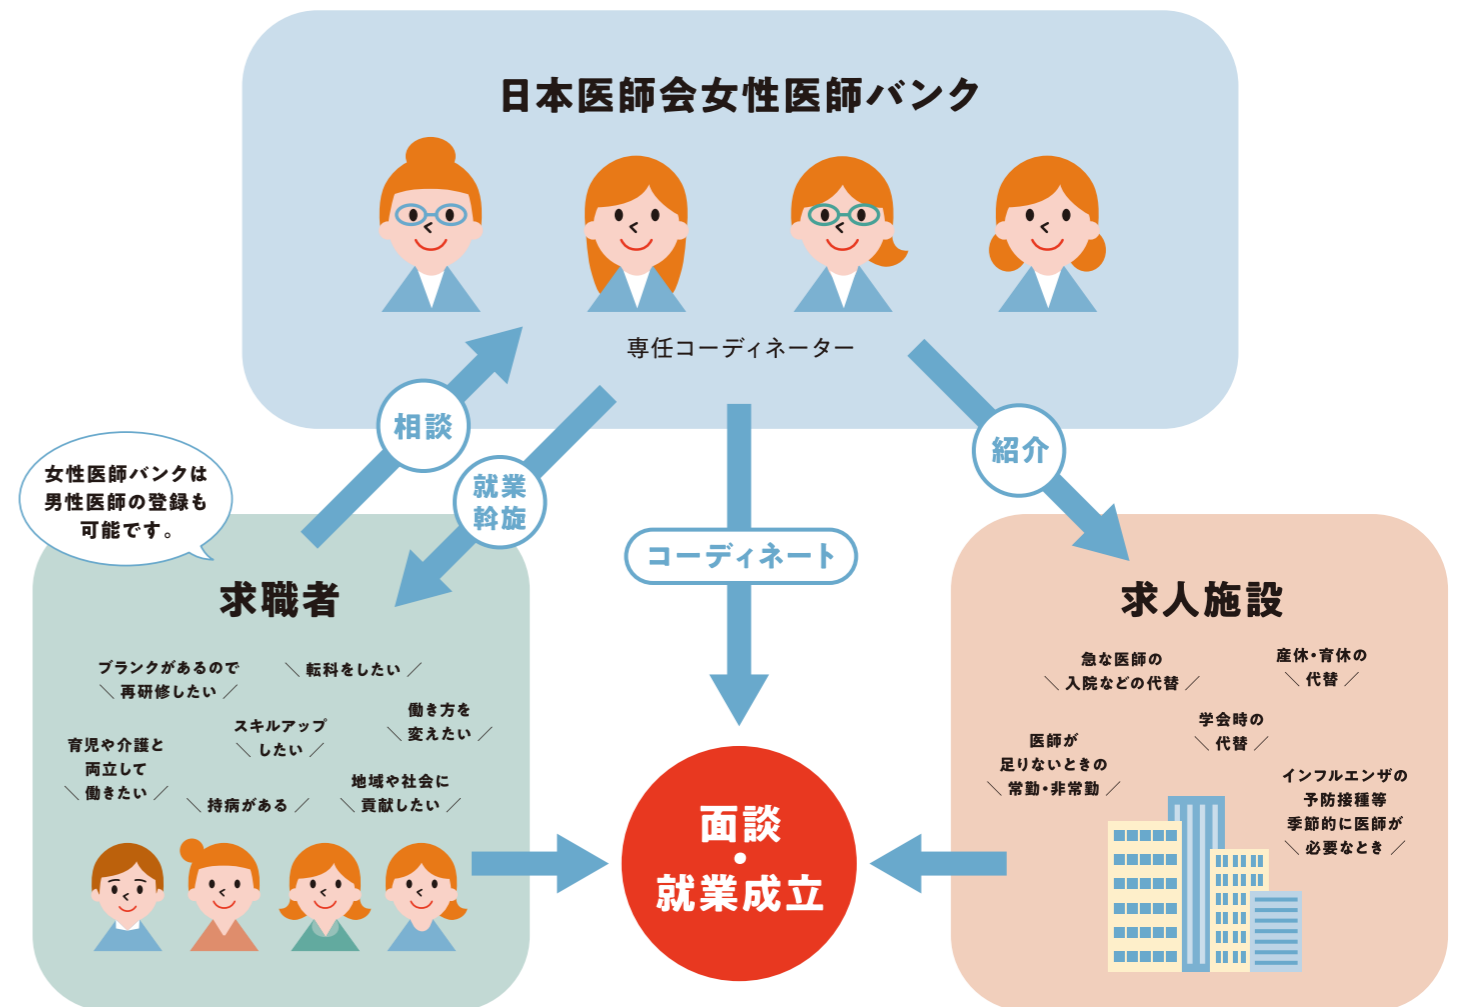 日本医師会女性医師バンク
専任コーディネーター
相談
就業
斡旋
コーディネート
紹介
女性医師バンクは
男性医師の登録も
可能です。
求職者
ブランクがあるので
再研修したい
転科をしたい
スキルアップ
したい
働き方を
変えたい
育児や介護と
両立して
働きたい
持病がある
地域や社会に
貢献したい
面談
・
就業成立
求人施設
急な医師の
入院などの代替
産休・育休の
代替
学会時の
代替
医師が
足りないときの
常勤・非常勤
インフルエンザの
予防接種等
季節的に医師が
必要なとき